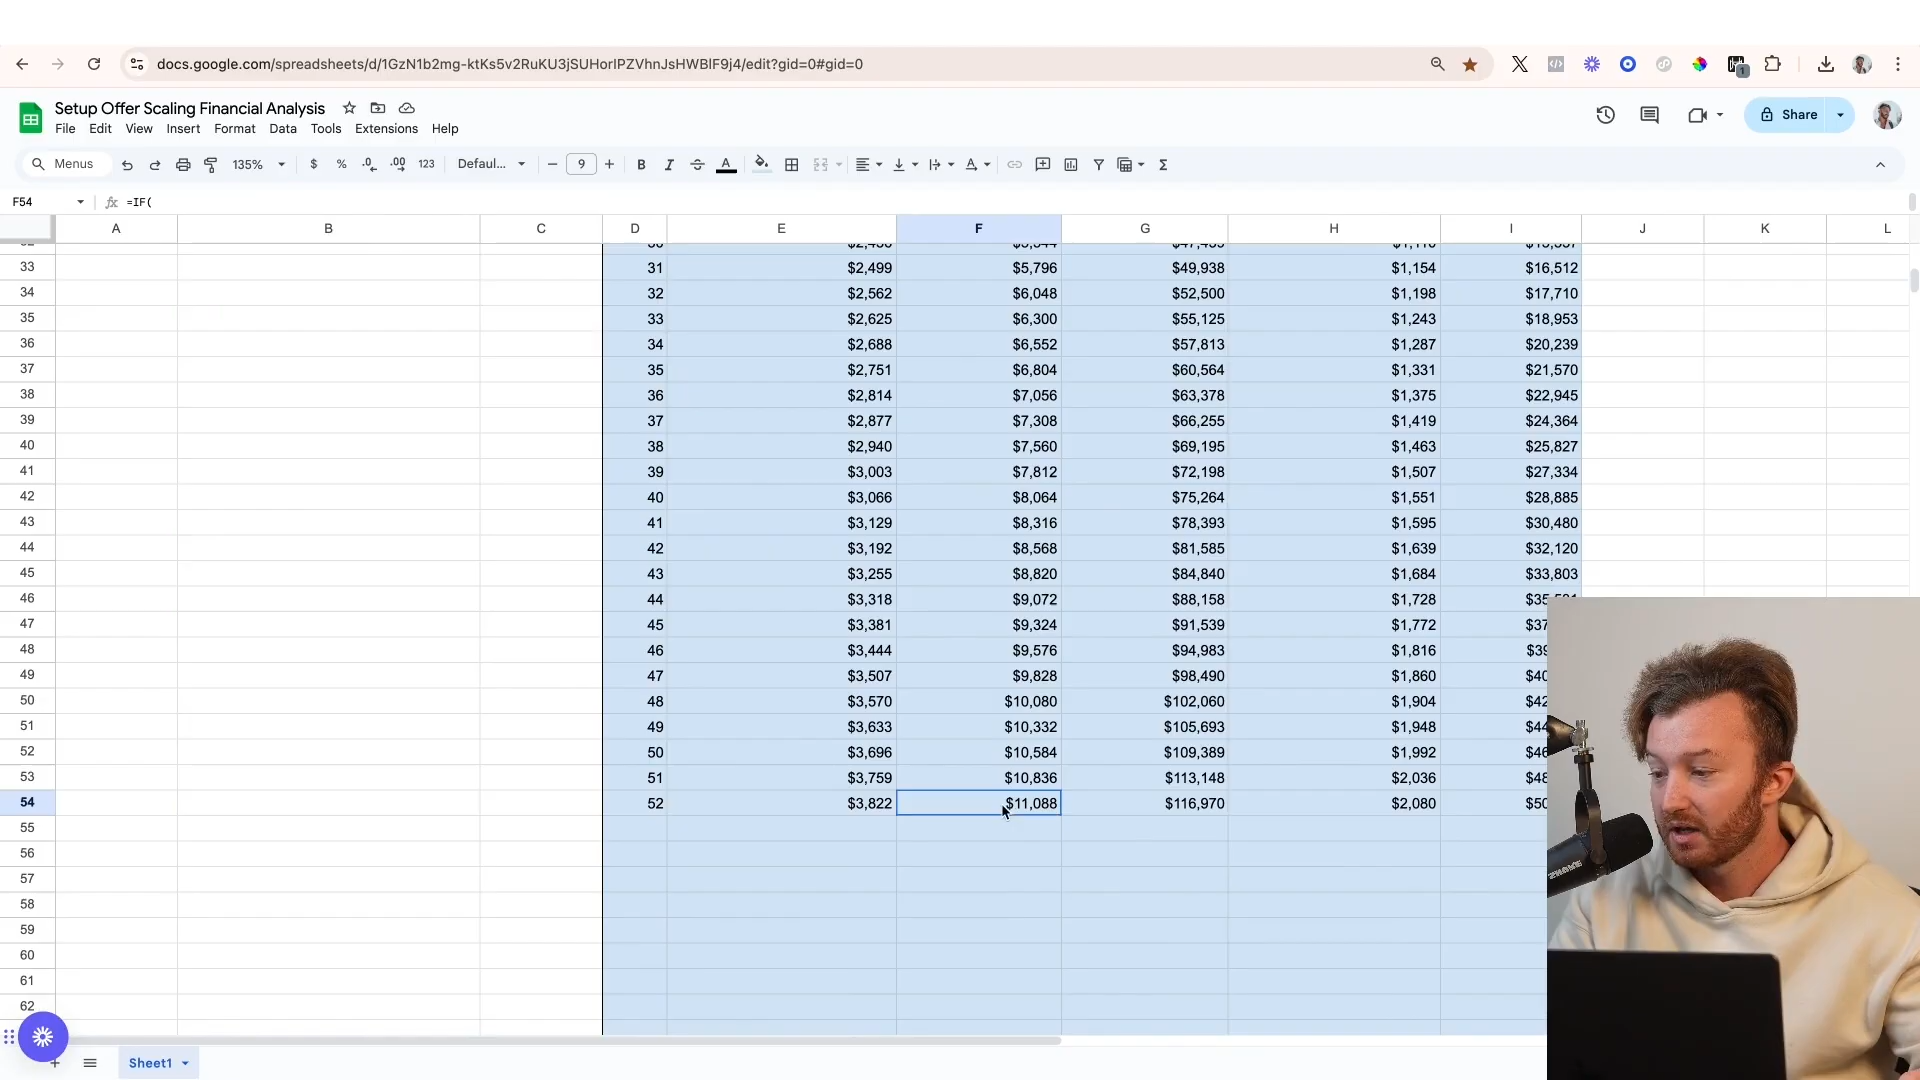 docs.google.com/spreadsheets/d/1GzN1b2mg-ktKs5v2RuKU3jSUHorIPZVhnJsHWBlF9j4/edit?gid=0#gid=0
1
Setup Offer Scaling Financial Analysis
File Edit View Insert Format Data Tools Extensions Help
Share
Menus 135% $ % .0 .00 123 Defaul... 9 B I A Σ
F54 fx =IF(
A B C D E F G H I J K L
33 31 $2,499 $5,796 $49,938 $1,154 $16,512
34 32 $2,562 $6,048 $52,500 $1,198 $17,710
35 33 $2,625 $6,300 $55,125 $1,243 $18,953
36 34 $2,688 $6,552 $57,813 $1,287 $20,239
37 35 $2,751 $6,804 $60,564 $1,331 $21,570
38 36 $2,814 $7,056 $63,378 $1,375 $22,945
39 37 $2,877 $7,308 $66,255 $1,419 $24,364
40 38 $2,940 $7,560 $69,195 $1,463 $25,827
41 39 $3,003 $7,812 $72,198 $1,507 $27,334
42 40 $3,066 $8,064 $75,264 $1,551 $28,885
43 41 $3,129 $8,316 $78,393 $1,595 $30,480
44 42 $3,192 $8,568 $81,585 $1,639 $32,120
45 43 $3,255 $8,820 $84,840 $1,684 $33,803
46 44 $3,318 $9,072 $88,158 $1,728
47 45 $3,381 $9,324 $91,539 $1,772 $37
48 46 $3,444 $9,576 $94,983 $1,816 $39
49 47 $3,507 $9,828 $98,490 $1,860 $40
50 48 $3,570 $10,080 $102,060 $1,904 $42
51 49 $3,633 $10,332 $105,693 $1,948 $44
52 50 $3,696 $10,584 $109,389 $1,992 $46
53 51 $3,759 $10,836 $113,148 $2,036 $48
54 52 $3,822 $11,088 $116,970 $2,080 $50
55
56
57
58
59
60
61
62
Sheet1